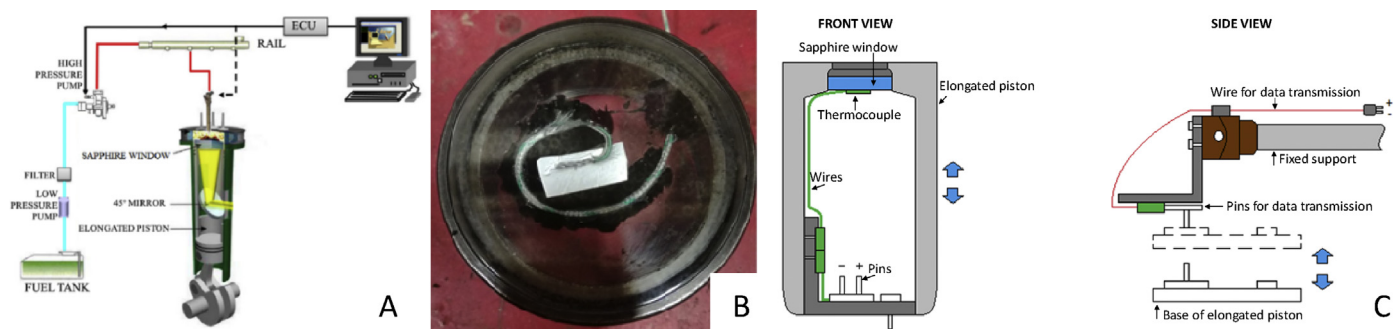 ECU
RAIL
HIGH
PRESSURE
PUMP
SAPPHIRE WINDOW
FILTER
LOW
PRESSURE
PUMP
45° MIRROR
ELONGATED PISTON
FUEL TANK
A
B
FRONT VIEW
Sapphire window
Elongated piston
Thermocouple
Wires
- +
Pins
SIDE VIEW
Wire for data transmission
+
-
Fixed support
Pins for data transmission
Base of elongated piston
C